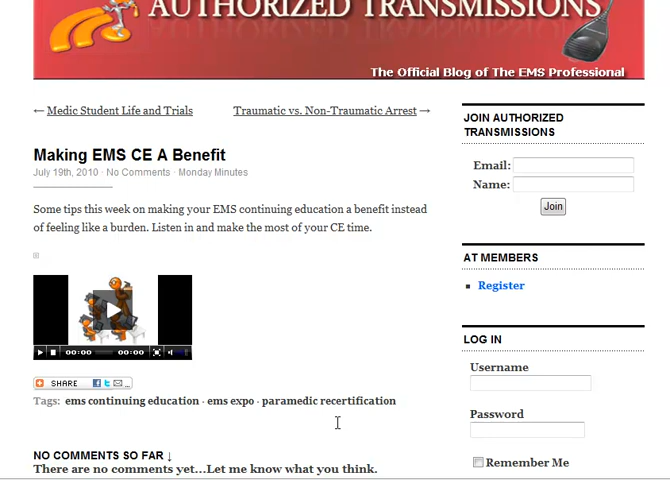 AUTHORIZED TRANSMISSIONS
The Official Blog of The EMS Professional
← Medic Student Life and Trials
Traumatic vs. Non-Traumatic Arrest →
Making EMS CE A Benefit
July 19th, 2010 · No Comments · Monday Minutes
Some tips this week on making your EMS continuing education a benefit instead
of feeling like a burden. Listen in and make the most of your CE time.
00:00 00:00
SHARE
Tags: ems continuing education · ems expo · paramedic recertification
NO COMMENTS SO FAR ↓
There are no comments yet...Let me know what you think.
JOIN AUTHORIZED
TRANSMISSIONS
Email:
Name:
Join
AT MEMBERS
Register
LOG IN
Username
Password
Remember Me